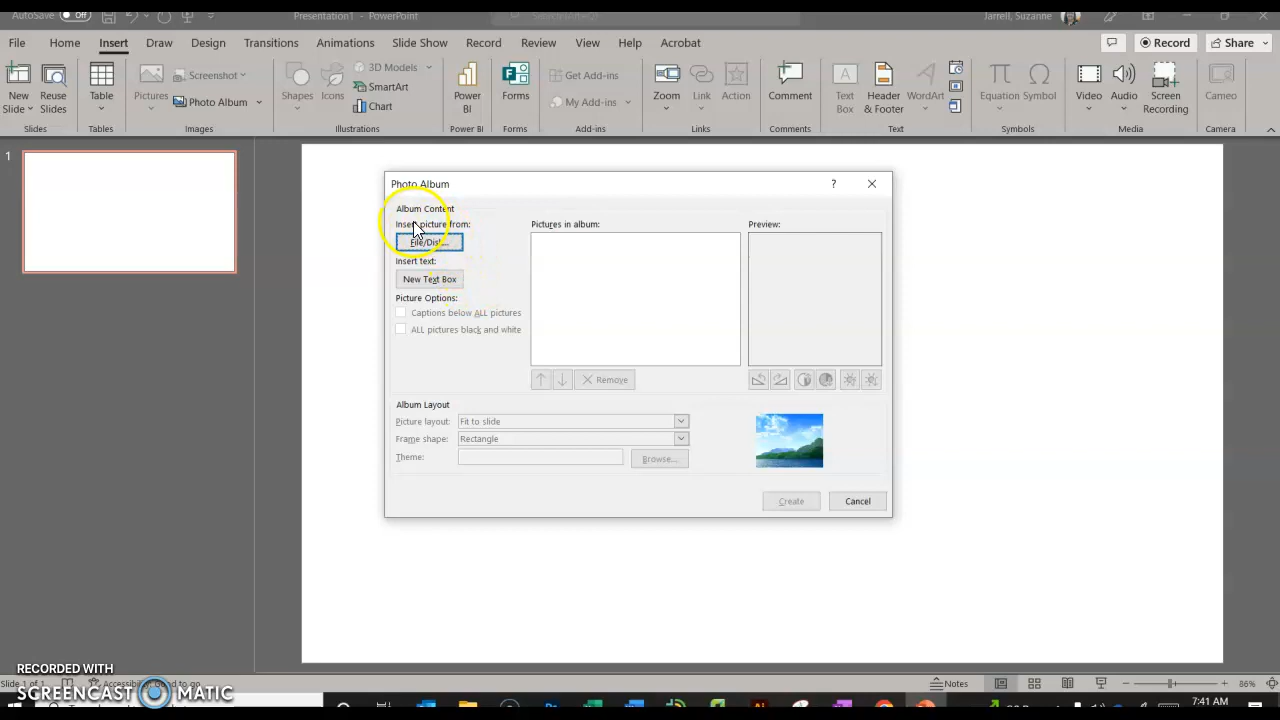 AutoSave Off Presentation1 - PowerPoint Jarrell, Suzanne
File Home Insert Draw Design Transitions Animations Slide Show Record Review View Help Acrobat Record Share
New Slide Reuse Slides Table Pictures Screenshot Photo Album Shapes Icons 3D Models SmartArt Chart Power BI Forms Get Add-ins My Add-ins Zoom Link Action Comment Text Box Header & Footer WordArt Equation Symbol Video Audio Screen Recording Cameo
Slides Tables Images Illustrations Power BI Forms Add-ins Links Comments Text Symbols Media Camera
1
Photo Album
?
Album Content
Insert picture from: Pictures in album: Preview:
File/Disk...
Insert text:
New Text Box
Picture Options:
Captions below ALL pictures
ALL pictures black and white
Remove
Album Layout
Picture layout: Fit to slide
Frame shape: Rectangle
Theme: Browse...
Create Cancel
RECORDED WITH
SCREENCAST MATIC
Slide 1 of 1 Notes 86%
7:41 AM